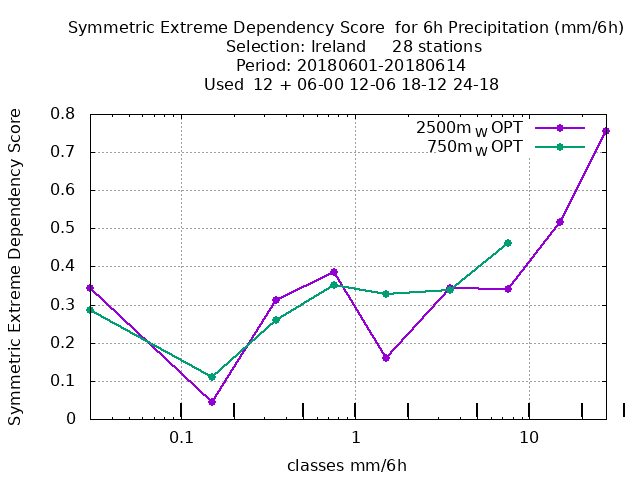 Symmetric Extreme Dependency Score  for 6h Precipitation (mm/6h)
Selection: Ireland     28 stations
Period: 20180601-20180614
Used  12 + 06-00 12-06 18-12 24-18
Symmetric Extreme Dependency Score
0.8
0.7
0.6
0.5
0.4
0.3
0.2
0.1
0
2500m W OPT
750m W OPT
0.1
1
10
classes mm/6h